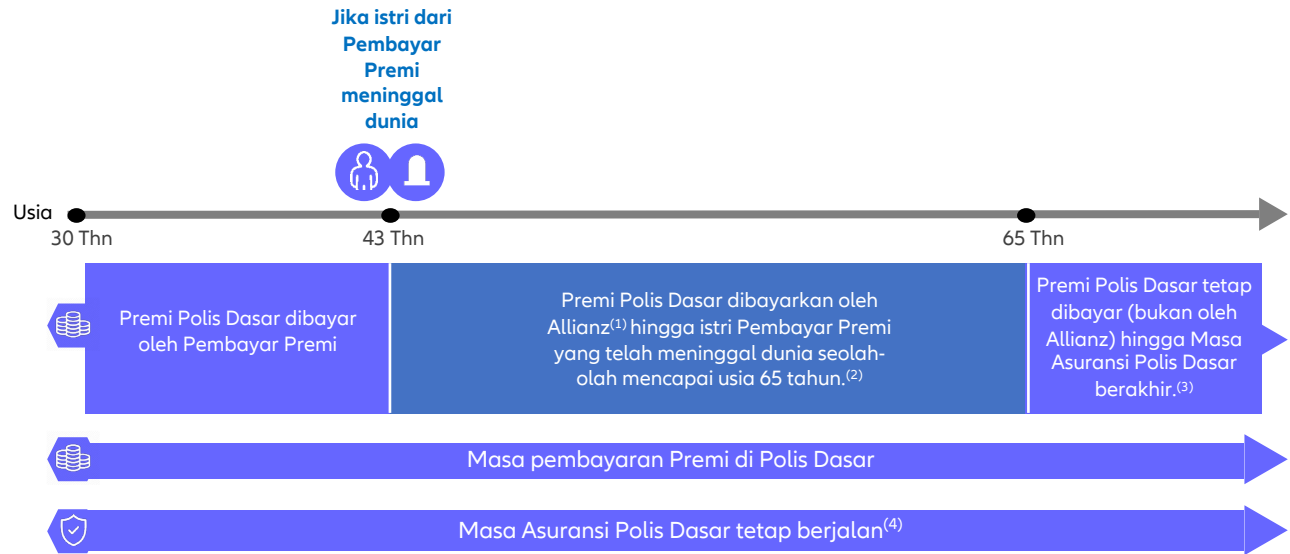 Jika istri dari
Pembayar
Premi
meninggal
dunia
Usia
30 Thn
43 Thn
65 Thn
Premi Polis Dasar dibayar
oleh Pembayar Premi
Premi Polis Dasar dibayarkan oleh
Allianz(1) hingga istri Pembayar Premi
yang telah meninggal dunia seolah-
olah mencapai usia 65 tahun.(2)
Premi Polis Dasar tetap
dibayar (bukan oleh
Allianz) hingga Masa
Asuransi Polis Dasar
berakhir.(3)
Masa pembayaran Premi di Polis Dasar
Masa Asuransi Polis Dasar tetap berjalan(4)